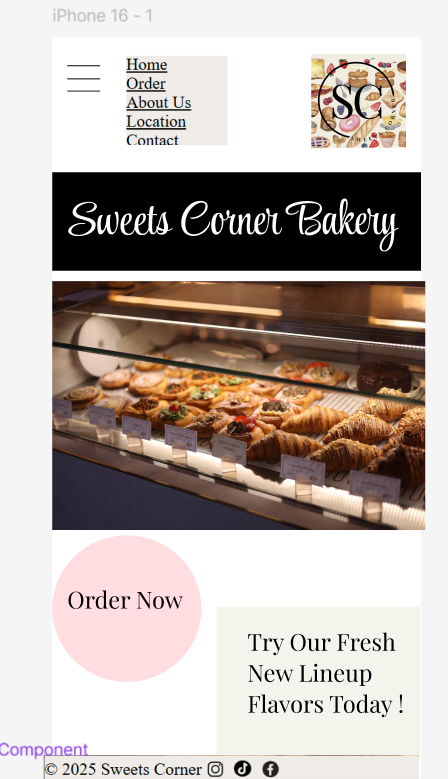 iPhone 16 - 1
Home
Order
About Us
Location
Contact
SC
Sweets Corner Bakery
Order Now
Try Our Fresh
New Lineup
Flavors Today !
Component
© 2025 Sweets Corner